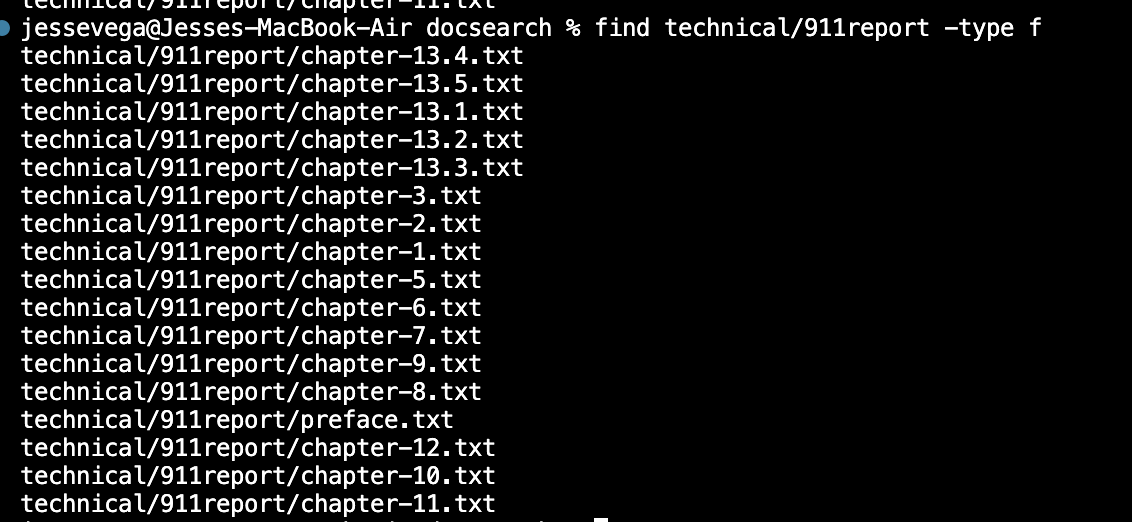 technical/911report/chapter-11.txt
jessevega@Jesses-MacBook-Air docsearch % find technical/911report -type f
technical/911report/chapter-13.4.txt
technical/911report/chapter-13.5.txt
technical/911report/chapter-13.1.txt
technical/911report/chapter-13.2.txt
technical/911report/chapter-13.3.txt
technical/911report/chapter-3.txt
technical/911report/chapter-2.txt
technical/911report/chapter-1.txt
technical/911report/chapter-5.txt
technical/911report/chapter-6.txt
technical/911report/chapter-7.txt
technical/911report/chapter-9.txt
technical/911report/chapter-8.txt
technical/911report/preface.txt
technical/911report/chapter-12.txt
technical/911report/chapter-10.txt
technical/911report/chapter-11.txt